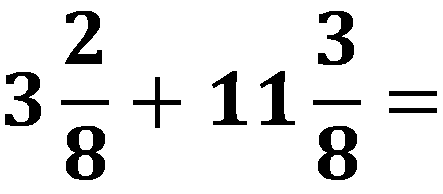 3 2/8 + 11 3/8 =